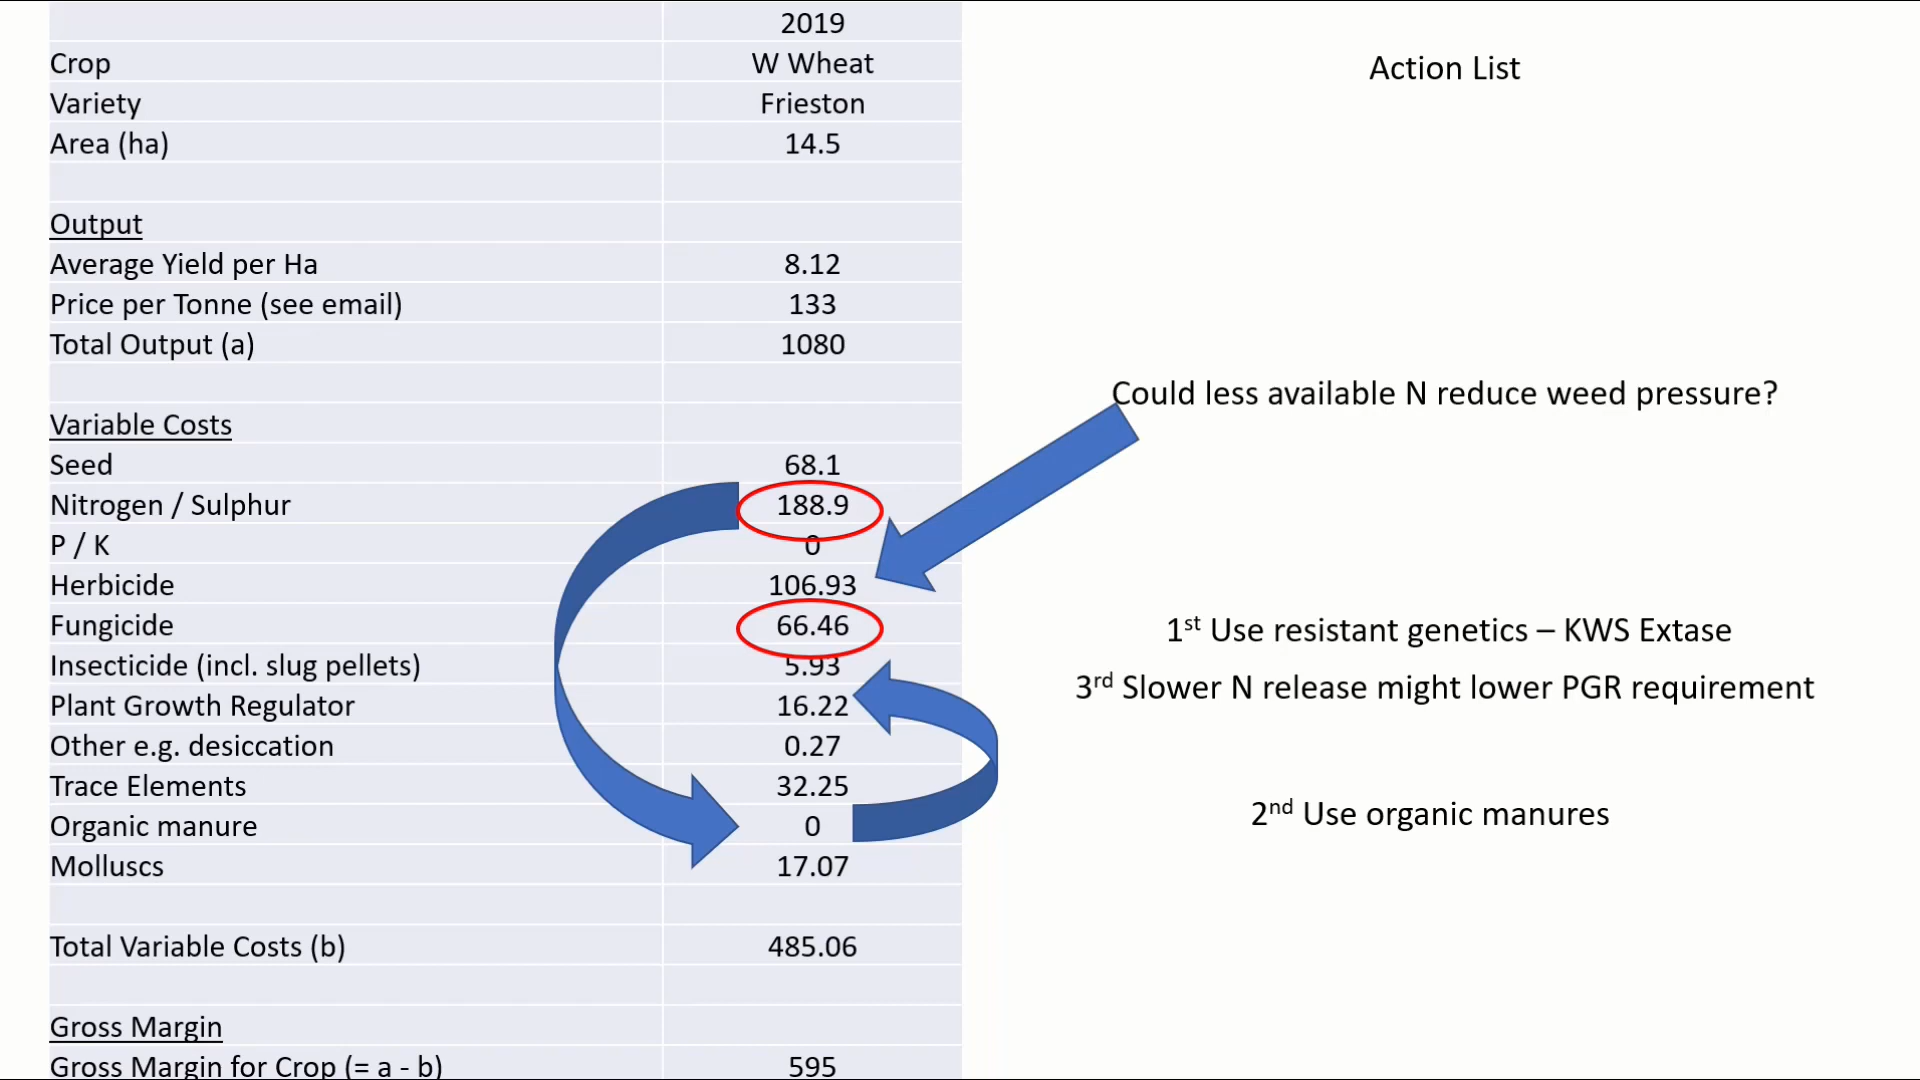 2019
Crop W Wheat
Variety Frieston
Area (ha) 14.5
Output
Average Yield per Ha 8.12
Price per Tonne (see email) 133
Total Output (a) 1080
Variable Costs
Seed 68.1
Nitrogen / Sulphur 188.9
P / K 0
Herbicide 106.93
Fungicide 66.46
Insecticide (incl. slug pellets) 5.93
Plant Growth Regulator 16.22
Other e.g. desiccation 0.27
Trace Elements 32.25
Organic manure 0
Molluscs 17.07
Total Variable Costs (b) 485.06
Gross Margin
Gross Margin for Crop (= a - b) 595
Action List
Could less available N reduce weed pressure?
1st Use resistant genetics – KWS Extase
3rd Slower N release might lower PGR requirement
2nd Use organic manures